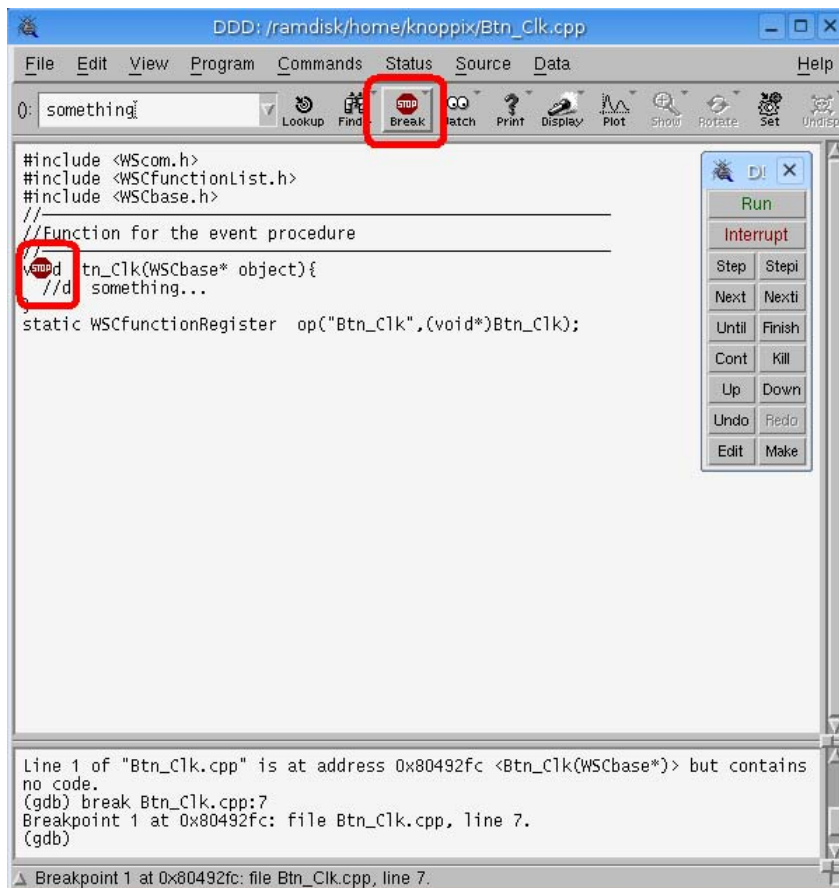 DDD: /ramdisk/home/knoppix/Btn_Clk.cpp
File Edit View Program Commands Status Source Data Help
(): something
Lookup Find Break Watch Print Display Plot Show Rotate Set Undisp
#include <WScom.h>
#include <WSCfunctionList.h>
#include <WSCbase.h>
//
//Function for the event procedure
//
STOP tn_Clk(WSCbase* object){
//d something...
}
static WSCfunctionRegister op("Btn_Clk",(void*)Btn_Clk);
D!
Run
Interrupt
Step Stepi
Next Nexti
Until Finish
Cont Kill
Up Down
Undo Redo
Edit Make
Line 1 of "Btn_Clk.cpp" is at address 0x80492fc <Btn_Clk(WSCbase*)> but contains
no code.
(gdb) break Btn_Clk.cpp:7
Breakpoint 1 at 0x80492fc: file Btn_Clk.cpp, line 7.
(gdb)
Breakpoint 1 at 0x80492fc: file Btn_Clk.cpp, line 7.